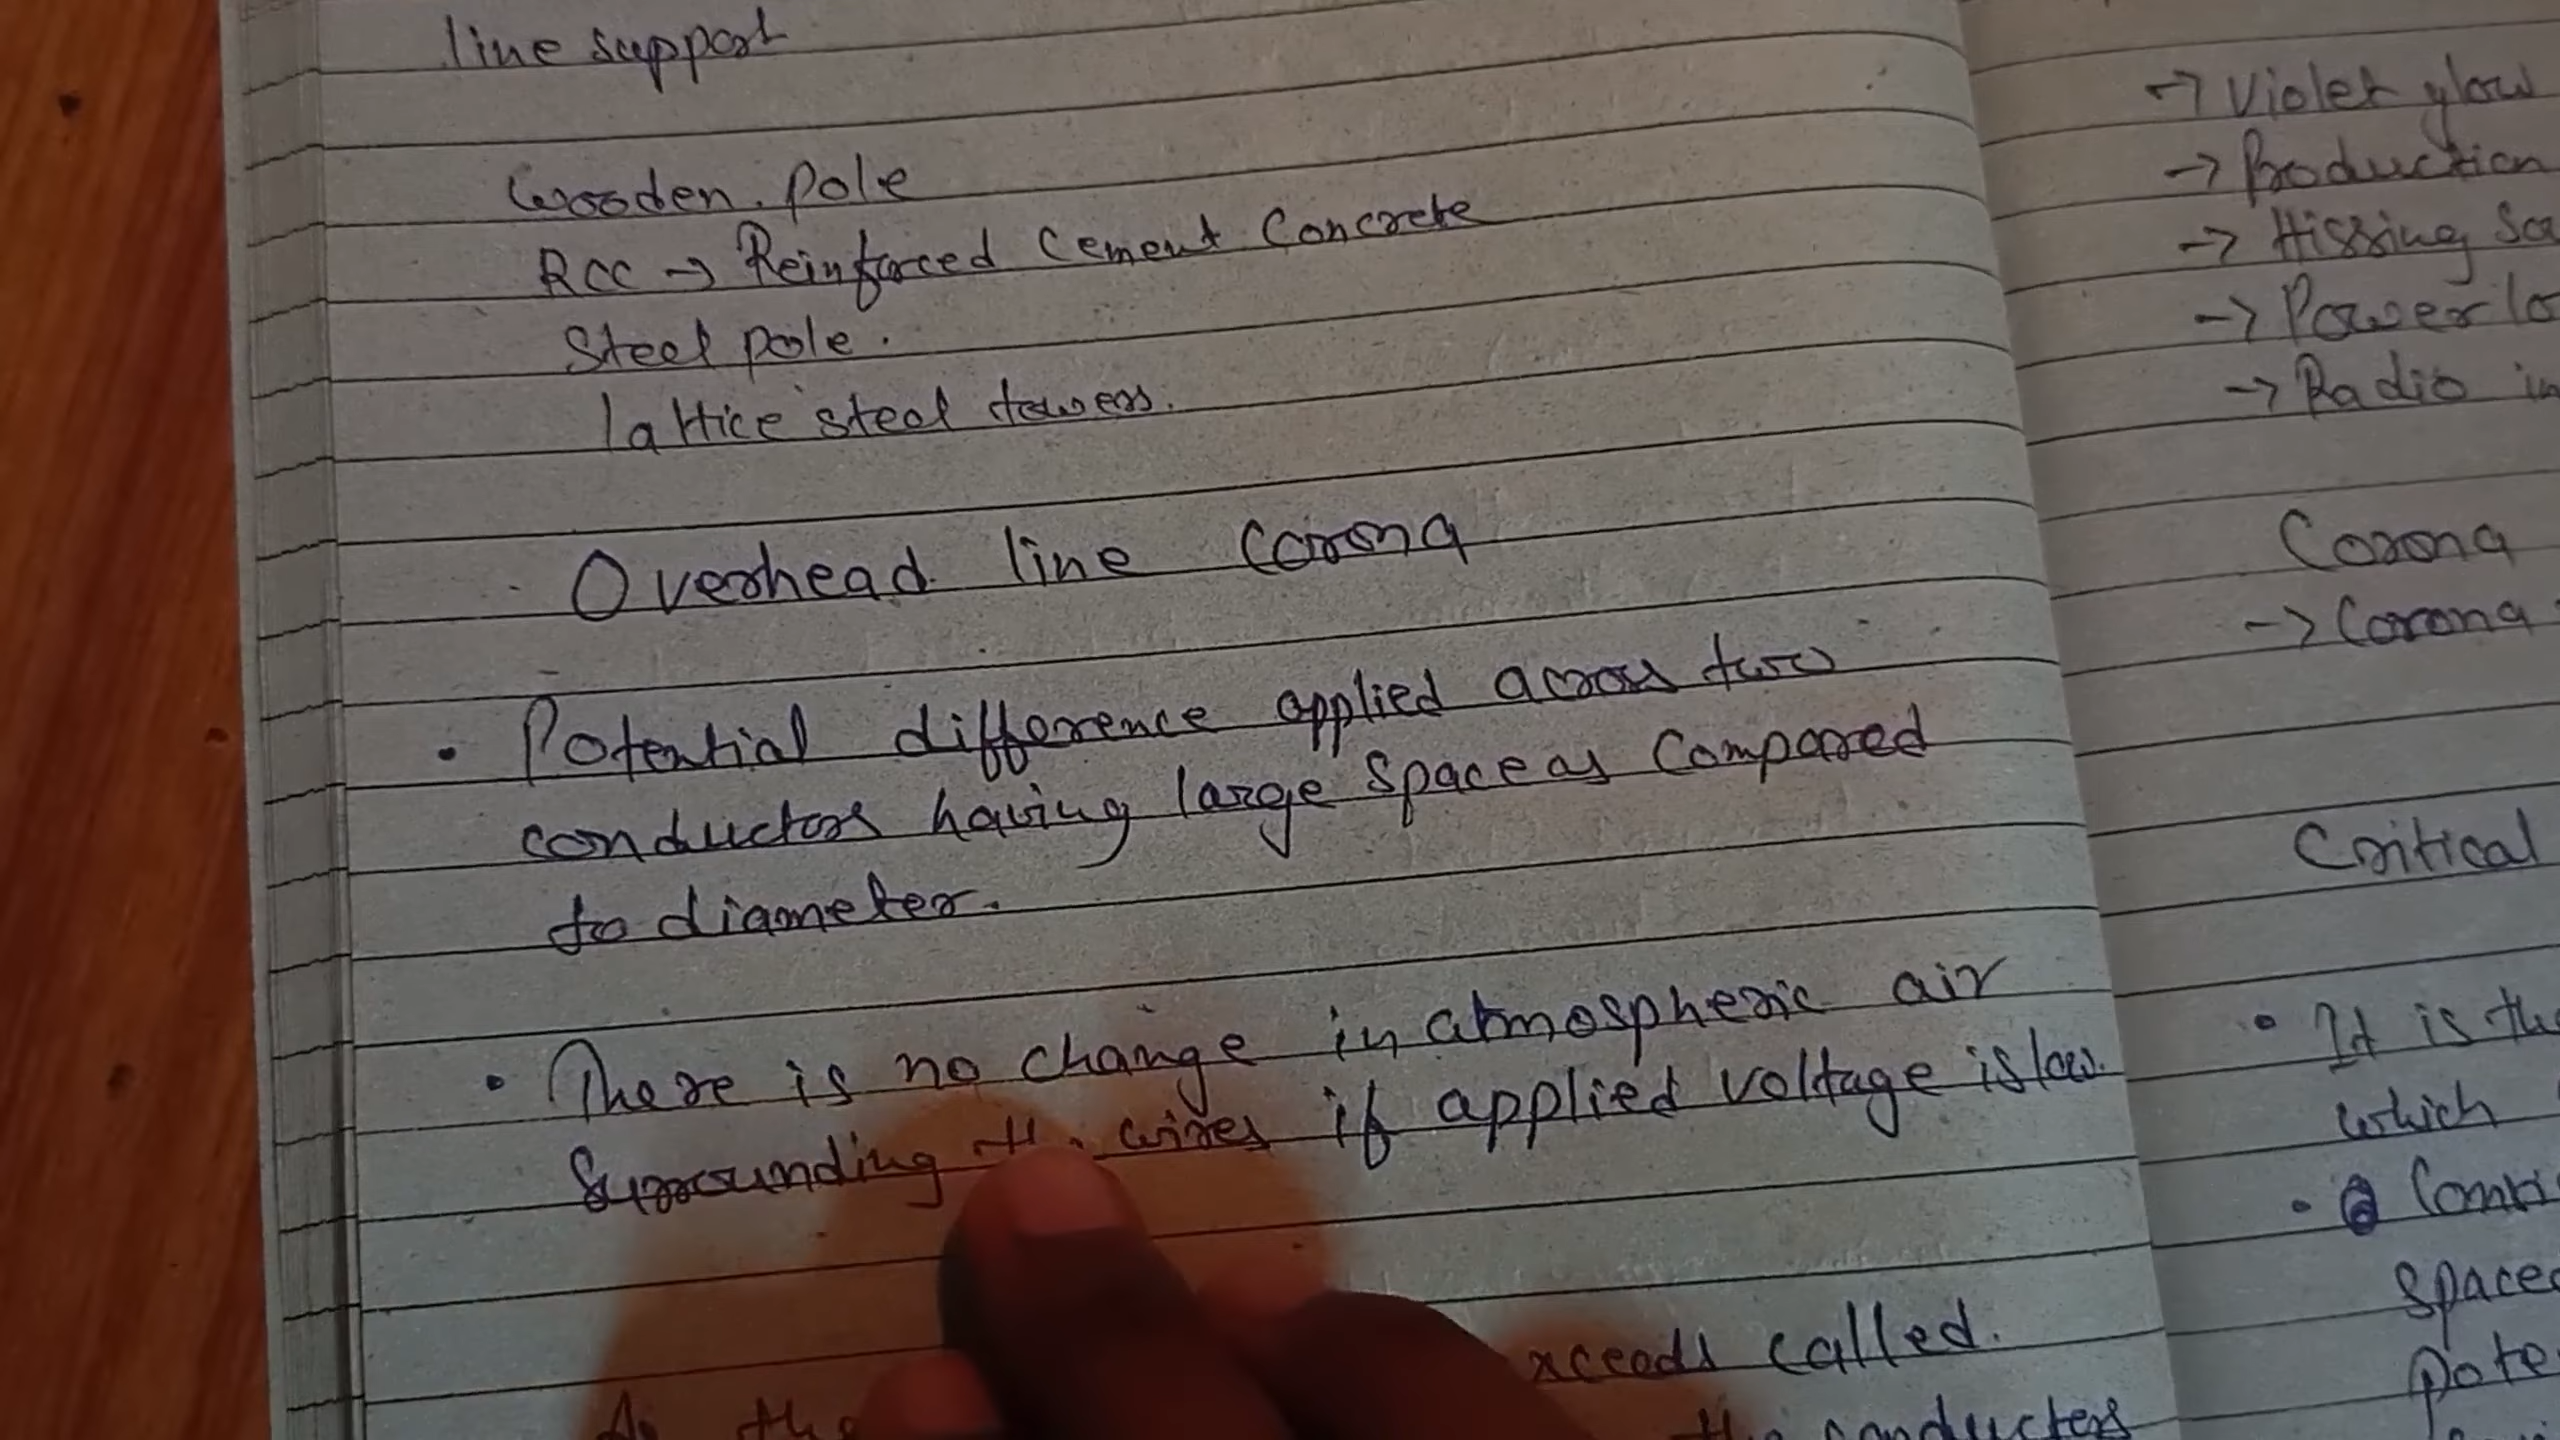 line support
Wooden. Pole
RCC → Reinforced Cement Concrete
Steel pole.
lattice steel towers.
Overhead line Corona
• Potential difference applied across two
conductors having large space as Compared
to diameter.
• There is no change in atmospheric air
Surrounding wires if applied voltage is low.
called.
conductors
→ Violet glow
→ Production
→ Hissing
→ Power
→ Radio
Corona
→ Corona
Critical
• It is
which
•